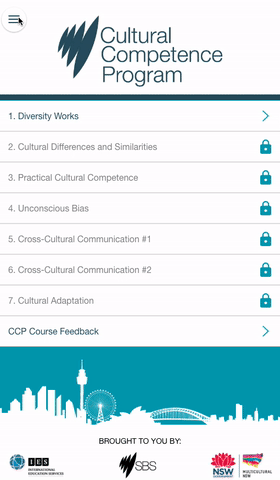 Cultural
Competence
Program
1. Diversity Works
2. Cultural Differences and Similarities
3. Practical Cultural Competence
4. Unconscious Bias
5. Cross-Cultural Communication #1
6. Cross-Cultural Communication #2
7. Cultural Adaptation
CCP Course Feedback
BROUGHT TO YOU BY:
IES
INTERNATIONAL
EDUCATION SERVICES
SBS
NSW
GOVERNMENT
MULTICULTURAL
NSW